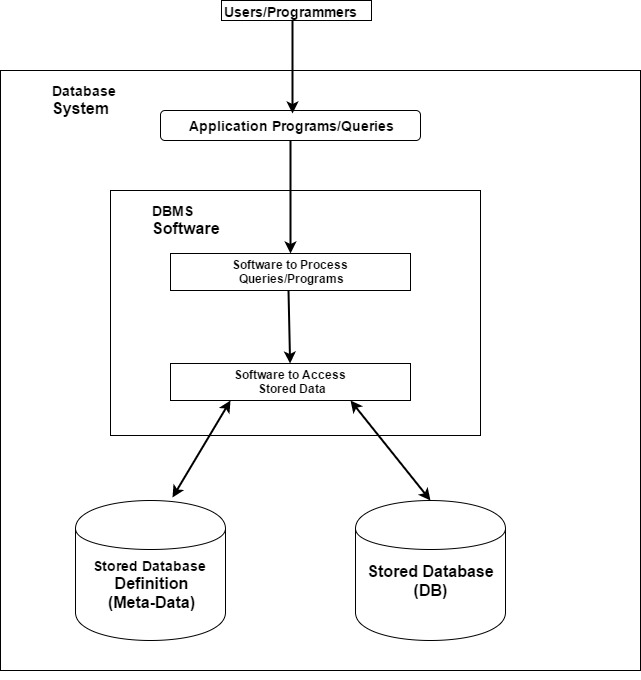 Users/Programmers
Database
System
Application Programs/Queries
DBMS
Software
Software to Process
Queries/Programs
Software to Access
Stored Data
Stored Database
Definition
(Meta-Data)
Stored Database
(DB)